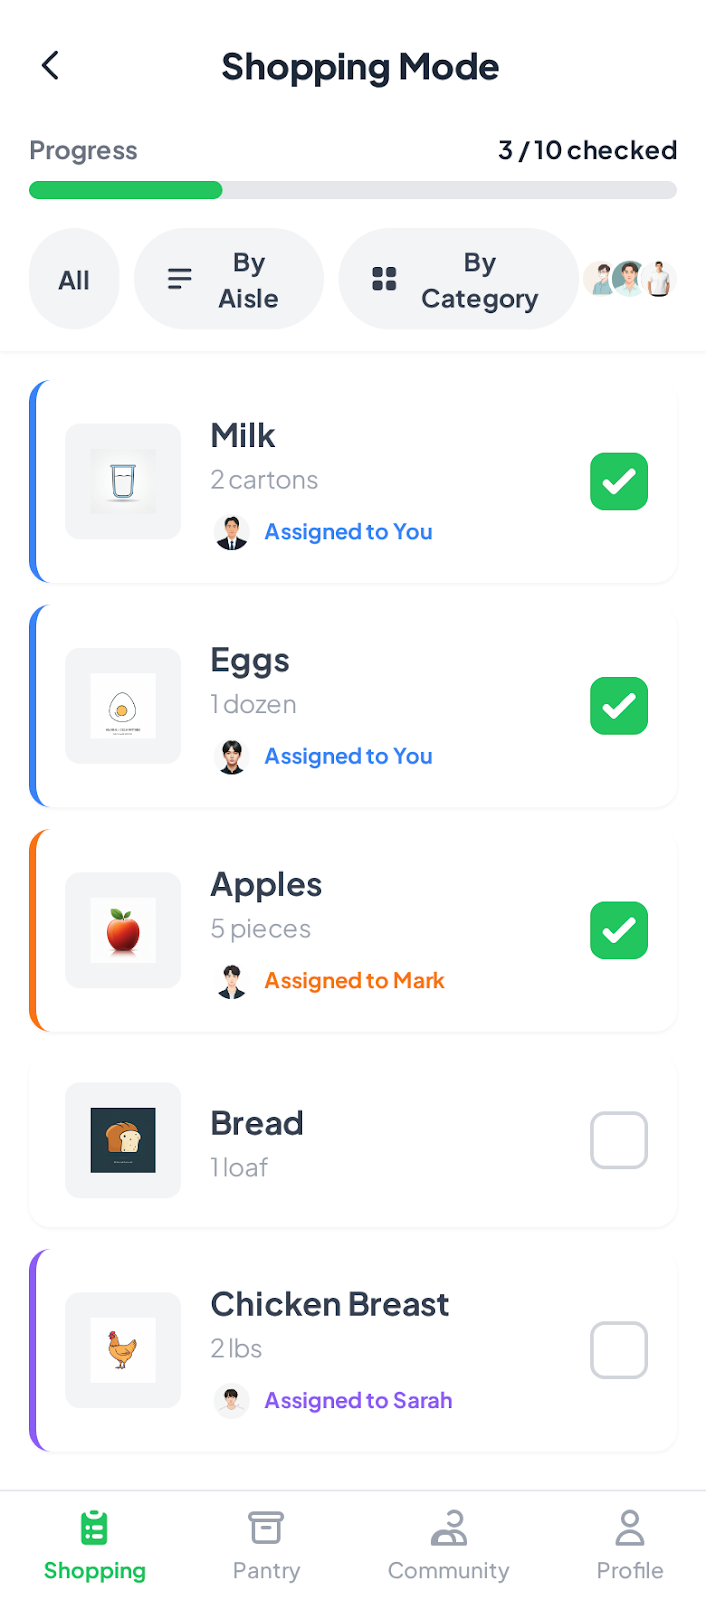 Shopping Mode
Progress
3 / 10 checked
All
By
Aisle
By
Category
Milk
2 cartons
Assigned to You
Eggs
1 dozen
Assigned to You
Apples
5 pieces
Assigned to Mark
Bread
1 loaf
Chicken Breast
2 lbs
Assigned to Sarah
Shopping
Pantry
Community
Profile